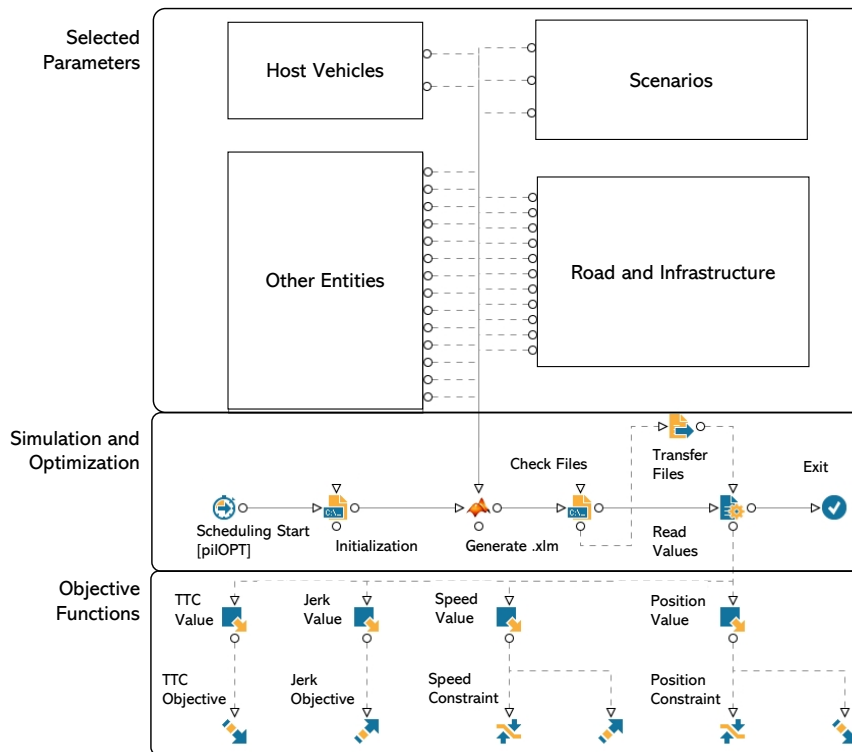 Selected
Parameters
Host Vehicles
Scenarios
Other Entities
Road and Infrastructure
Simulation and
Optimization
Scheduling Start
[pilOPT]
C:\...
Initialization
Generate .xlm
Check Files
C:\...
Transfer
Files
Read
Values
Exit
Objective
Functions
TTC
Value
Jerk
Value
Speed
Value
Position
Value
TTC
Objective
Jerk
Objective
Speed
Constraint
Position
Constraint